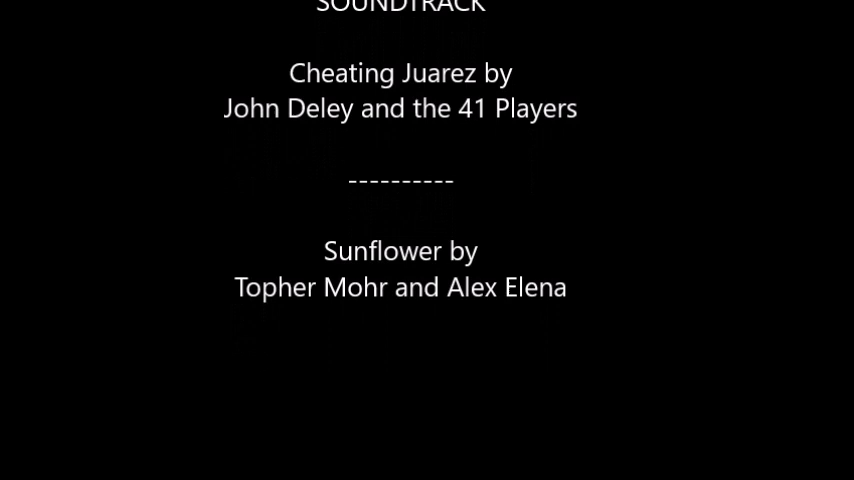 SOUNDTRACK
Cheating Juarez by
John Deley and the 41 Players
----------
Sunflower by
Topher Mohr and Alex Elena